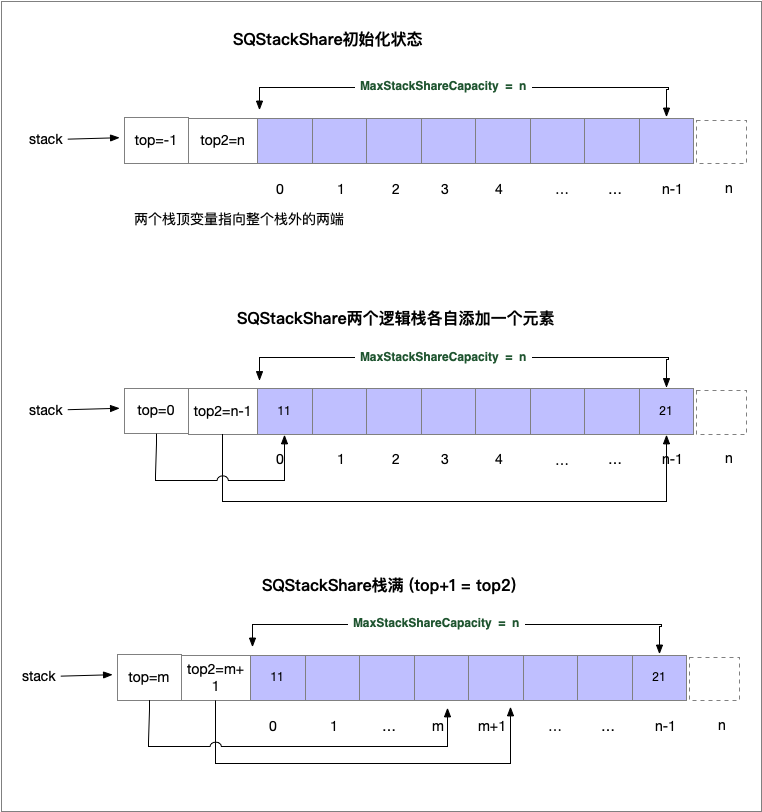 SQStackShare初始化状态
MaxStackShareCapacity = n
stack top=-1 top2=n
0 1 2 3 4 ... ... n-1 n
两个栈顶变量指向整个栈外的两端
SQStackShare两个逻辑栈各自添加一个元素
MaxStackShareCapacity = n
stack top=0 top2=n-1 11 21
0 1 2 3 4 ... ... n-1 n
SQStackShare栈满 (top+1 = top2)
MaxStackShareCapacity = n
stack top=m top2=m+
1 11 21
0 1 ... m m+1 ... ... n-1 n